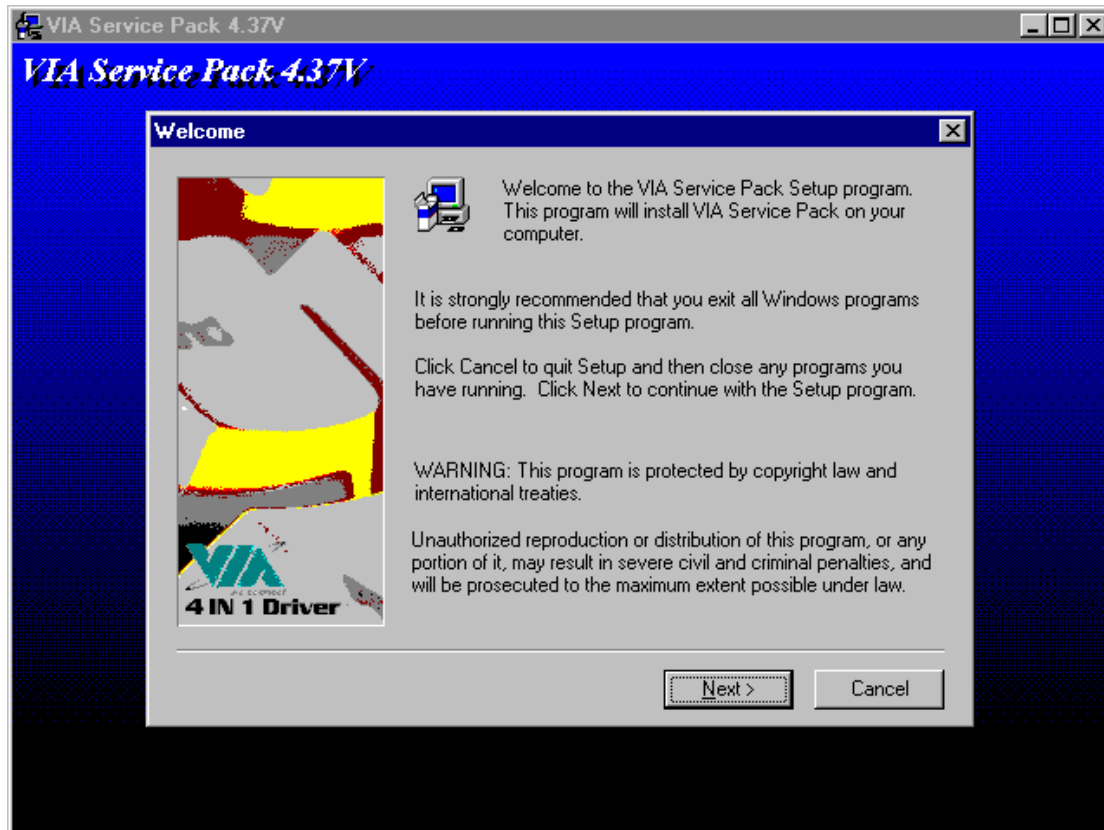 VIA Service Pack 4.37V
VIA Service Pack 4.37V
Welcome
Welcome to the VIA Service Pack Setup program.
This program will install VIA Service Pack on your
computer.
It is strongly recommended that you exit all Windows programs
before running this Setup program.
Click Cancel to quit Setup and then close any programs you
have running. Click Next to continue with the Setup program.
WARNING: This program is protected by copyright law and
international treaties.
Unauthorized reproduction or distribution of this program, or any
portion of it, may result in severe civil and criminal penalties, and
will be prosecuted to the maximum extent possible under law.
VIA
4 IN 1 Driver
Next >
Cancel